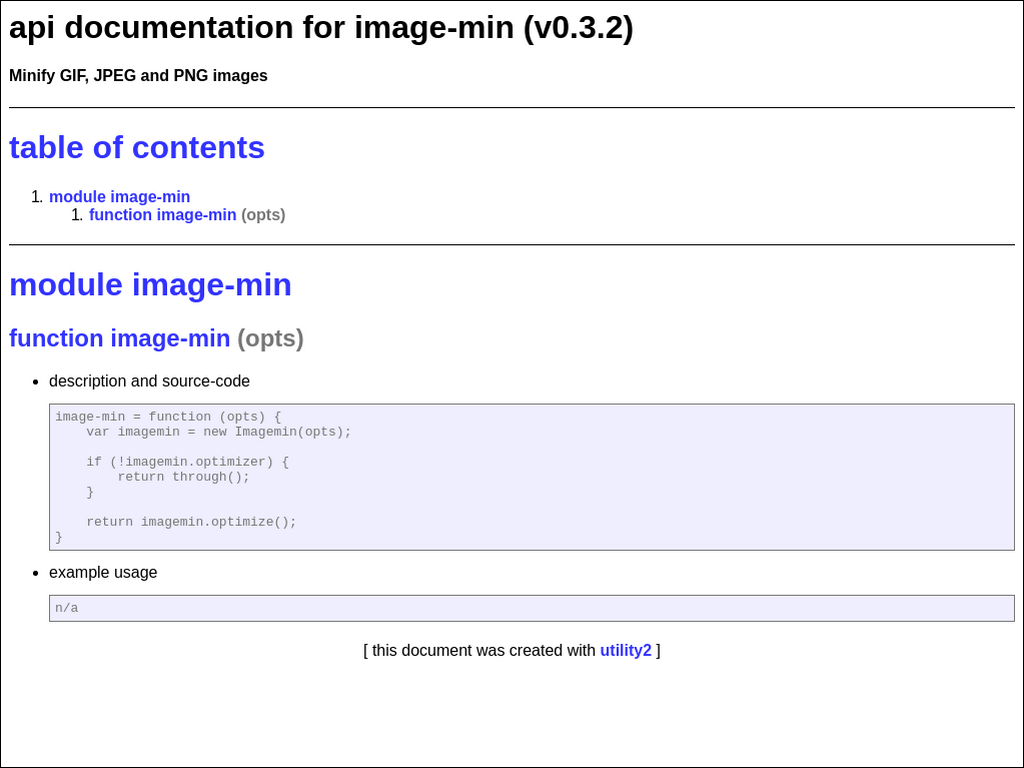 api documentation for image-min (v0.3.2)
Minify GIF, JPEG and PNG images
table of contents
1. module image-min
1. function image-min (opts)
module image-min
function image-min (opts)
• description and source-code
image-min = function (opts) {
    var imagemin = new Imagemin(opts);
    if (!imagemin.optimizer) {
        return through();
    }
    return imagemin.optimize();
}
• example usage
n/a
[ this document was created with utility2 ]